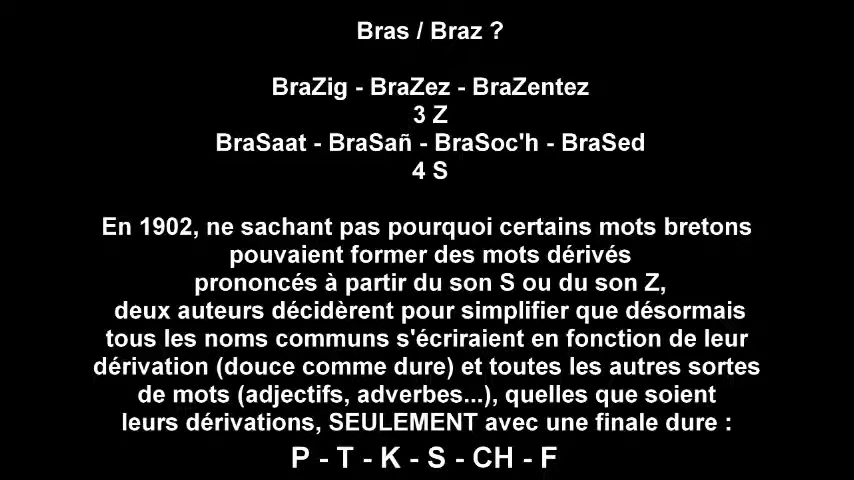 Bras / Braz ?
BraZig - BraZez - BraZentez
3 Z
BraSaat - BraSañ - BraSoc'h - BraSed
4 S
En 1902, ne sachant pas pourquoi certains mots bretons
pouvaient former des mots dérivés
prononcés à partir du son S ou du son Z,
deux auteurs décidèrent pour simplifier que désormais
tous les noms communs s'écriraient en fonction de leur
dérivation (douce comme dure) et toutes les autres sortes
de mots (adjectifs, adverbes...), quelles que soient
leurs dérivations, SEULEMENT avec une finale dure :
P - T - K - S - CH - F